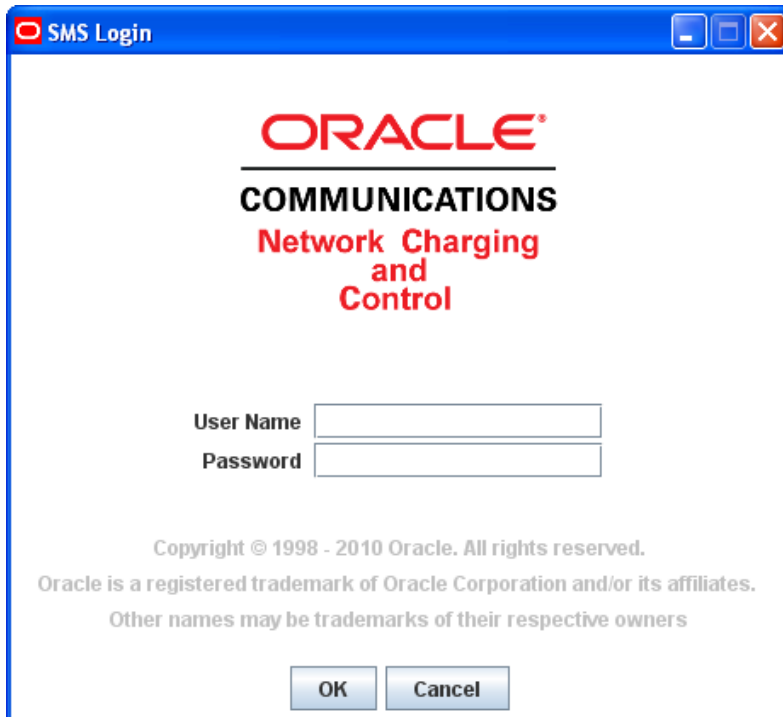 SMS Login
ORACLE®
COMMUNICATIONS
Network Charging
and
Control
User Name
Password
Copyright © 1998 - 2010 Oracle. All rights reserved.
Oracle is a registered trademark of Oracle Corporation and/or its affiliates.
Other names may be trademarks of their respective owners
OK Cancel